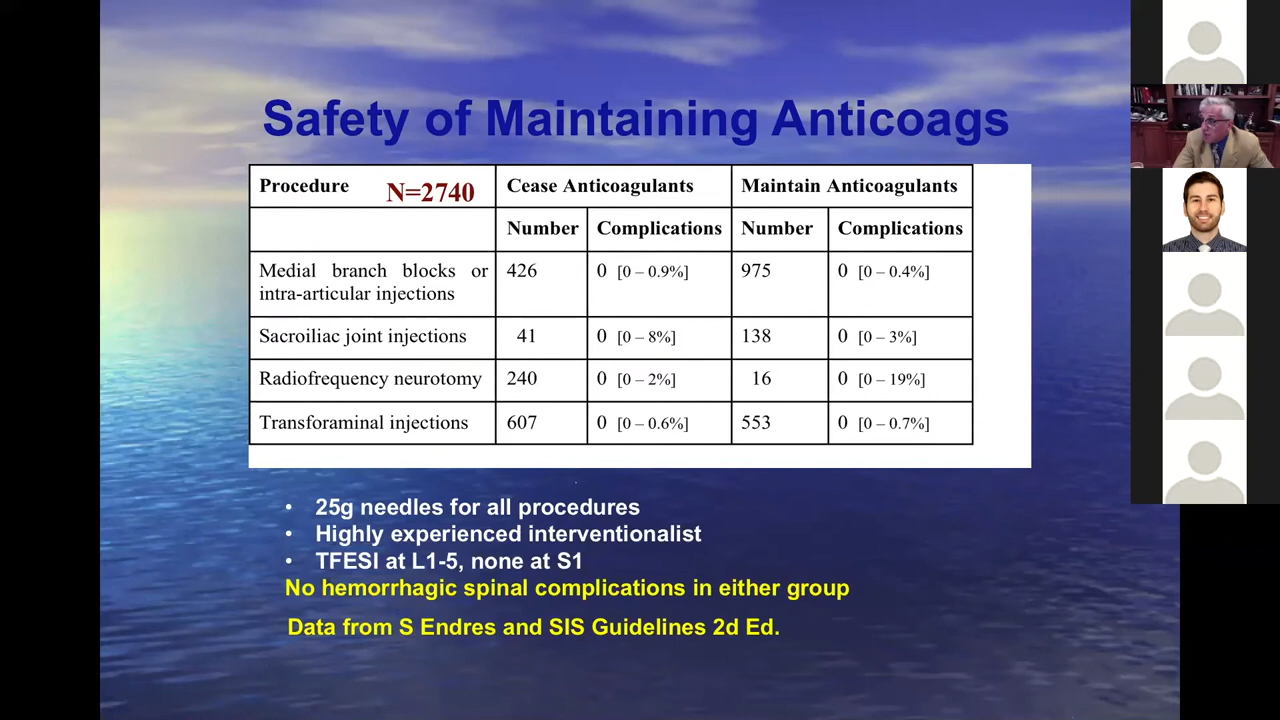 Safety of Maintaining Anticoags
Procedure N=2740 Cease Anticoagulants Maintain Anticoagulants
Number Complications Number Complications
Medial branch blocks or intra-articular injections 426 0 [0 – 0.9%] 975 0 [0 – 0.4%]
Sacroiliac joint injections 41 0 [0 – 8%] 138 0 [0 – 3%]
Radiofrequency neurotomy 240 0 [0 – 2%] 16 0 [0 – 19%]
Transforaminal injections 607 0 [0 – 0.6%] 553 0 [0 – 0.7%]
• 25g needles for all procedures
• Highly experienced interventionalist
• TFESI at L1-5, none at S1
No hemorrhagic spinal complications in either group
Data from S Endres and SIS Guidelines 2d Ed.